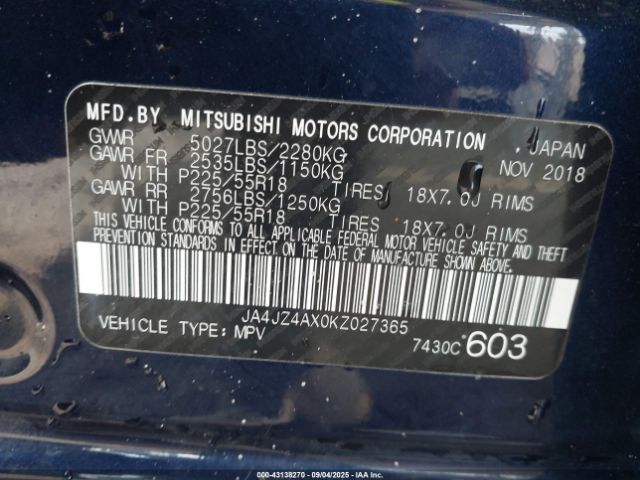 MFD.BY MITSUBISHI MOTORS CORPORATION , JAPAN
GVWR 5027LBS/2280KG NOV 2018
GAWR FR 2535LBS/1150KG
WITH P225/55R18 TIRES 18X7.0J RIMS
GAWR RR 2756LBS/1250KG
WITH P225/55R18 TIRES 18X7.0J RIMS
THIS VEHICLE CONFORMS TO ALL APPLICABLE FEDERAL MOTOR VEHICLE SAFETY AND THEFT
PREVENTION STANDARDS IN EFFECT ON THE DATE OF MANUFACTURE SHOWN ABOVE.
JA4JZ4AX0KZ027365
VEHICLE TYPE: MPV 7430C 603
000-43138270 - 09/04/2025 - IAA Inc.